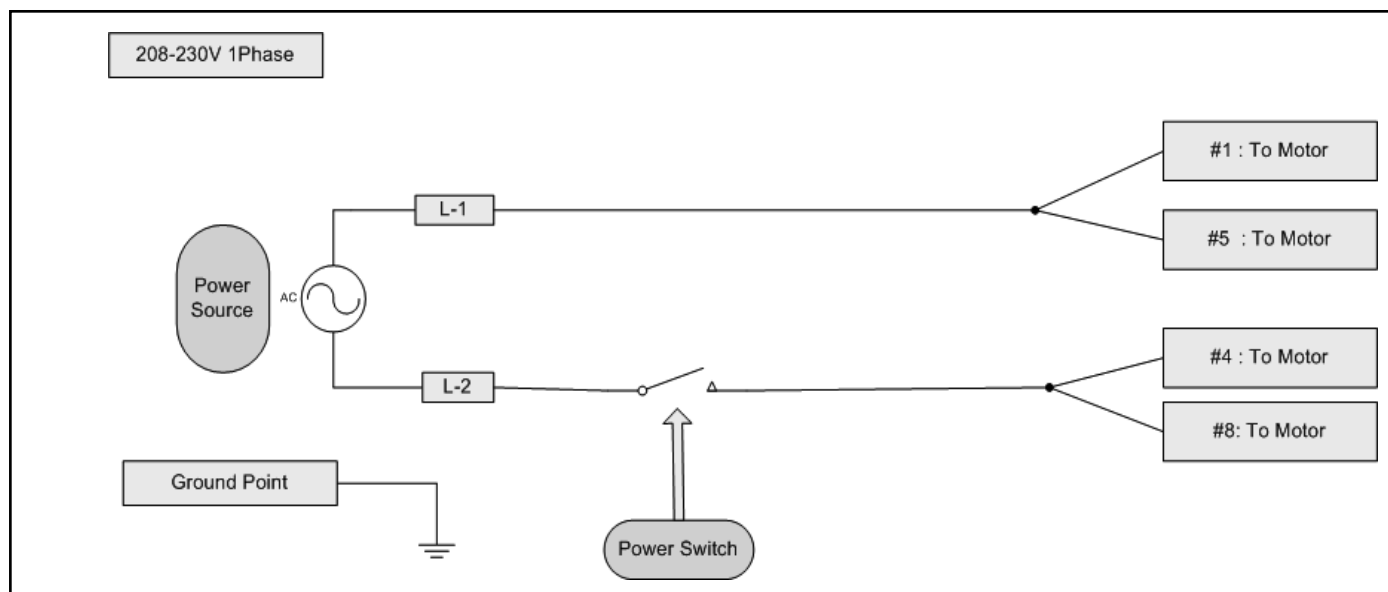 208-230V 1Phase
#1 : To Motor
L-1
#5 : To Motor
Power
Source
AC
#4 : To Motor
L-2
#8: To Motor
Ground Point
Power Switch